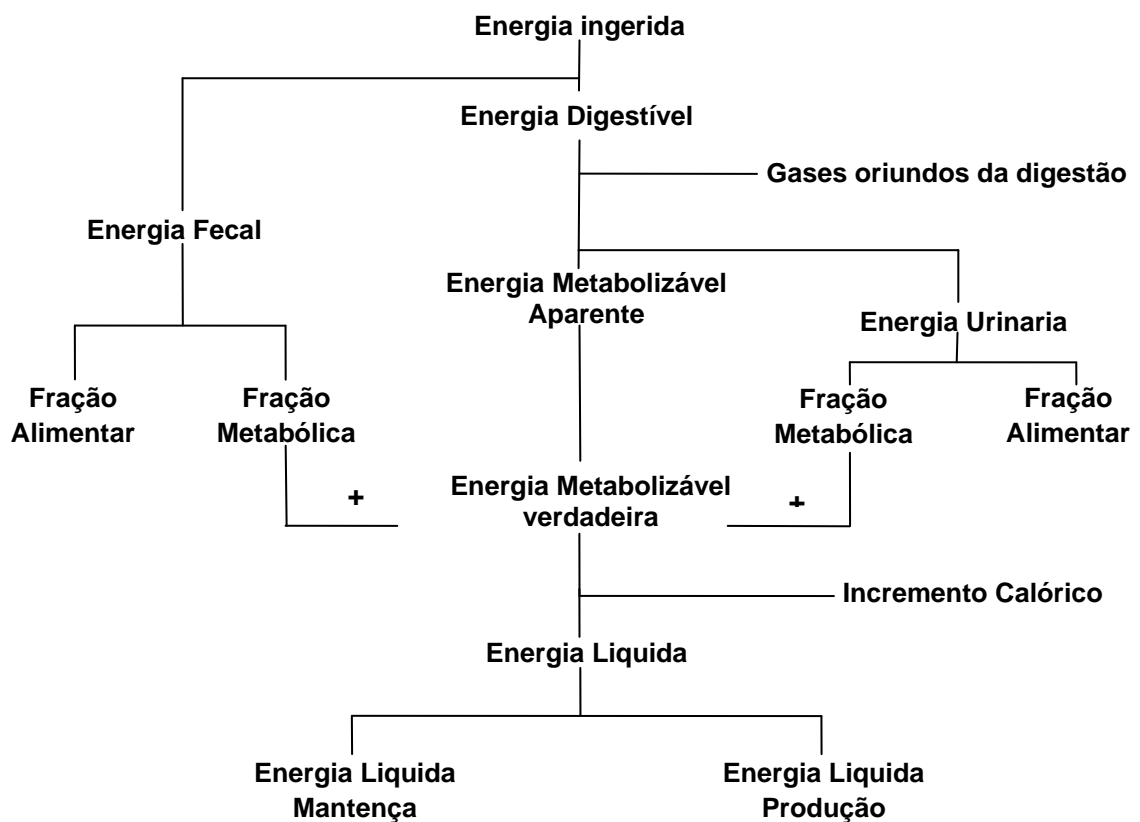 Energia ingerida
Energia Digestível
Gases oriundos da digestão
Energia Fecal
Energia Metabolizável
Aparente
Energia Urinaria
Fração
Alimentar
Fração
Metabólica
Fração
Metabólica
Fração
Alimentar
+
Energia Metabolizável
verdadeira
+
Incremento Calórico
Energia Liquida
Energia Liquida
Mantença
Energia Liquida
Produção